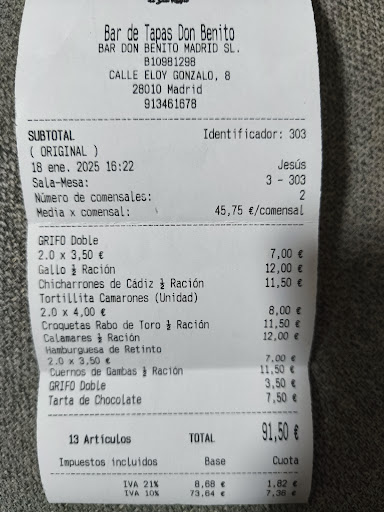 Bar de Tapas Don Benito
BAR DON BENITO MADRID SL.
B10981298
CALLE ELOY GONZALO, 8
28010 Madrid
913461678
SUBTOTAL Identificador: 303
( ORIGINAL )
18 ene. 2025 16:22 Jesús
Sala-Mesa: 3 - 303
Número de comensales: 2
Media x comensal: 45,75 €/comensal
GRIFO Doble
2.0 x 3,50 € 7,00 €
Gallo ½ Ración 12,00 €
Chicharrones de Cádiz ½ Ración 11,50 €
Tortillita Camarones (Unidad)
2.0 x 4,00 € 8,00 €
Croquetas Rabo de Toro ½ Ración 11,50 €
Calamares ½ Ración 12,00 €
Hamburguesa de Retinto
2.0 x 3,50 € 7,00 €
Cuernos de Gambas ½ Ración 11,50 €
GRIFO Doble 3,50 €
Tarta de Chocolate 7,50 €
13 Artículos TOTAL 91,50 €
Impuestos incluidos Base Cuota
IVA 21% 8,68 € 1,82 €
IVA 10% 73,64 € 7,36 €